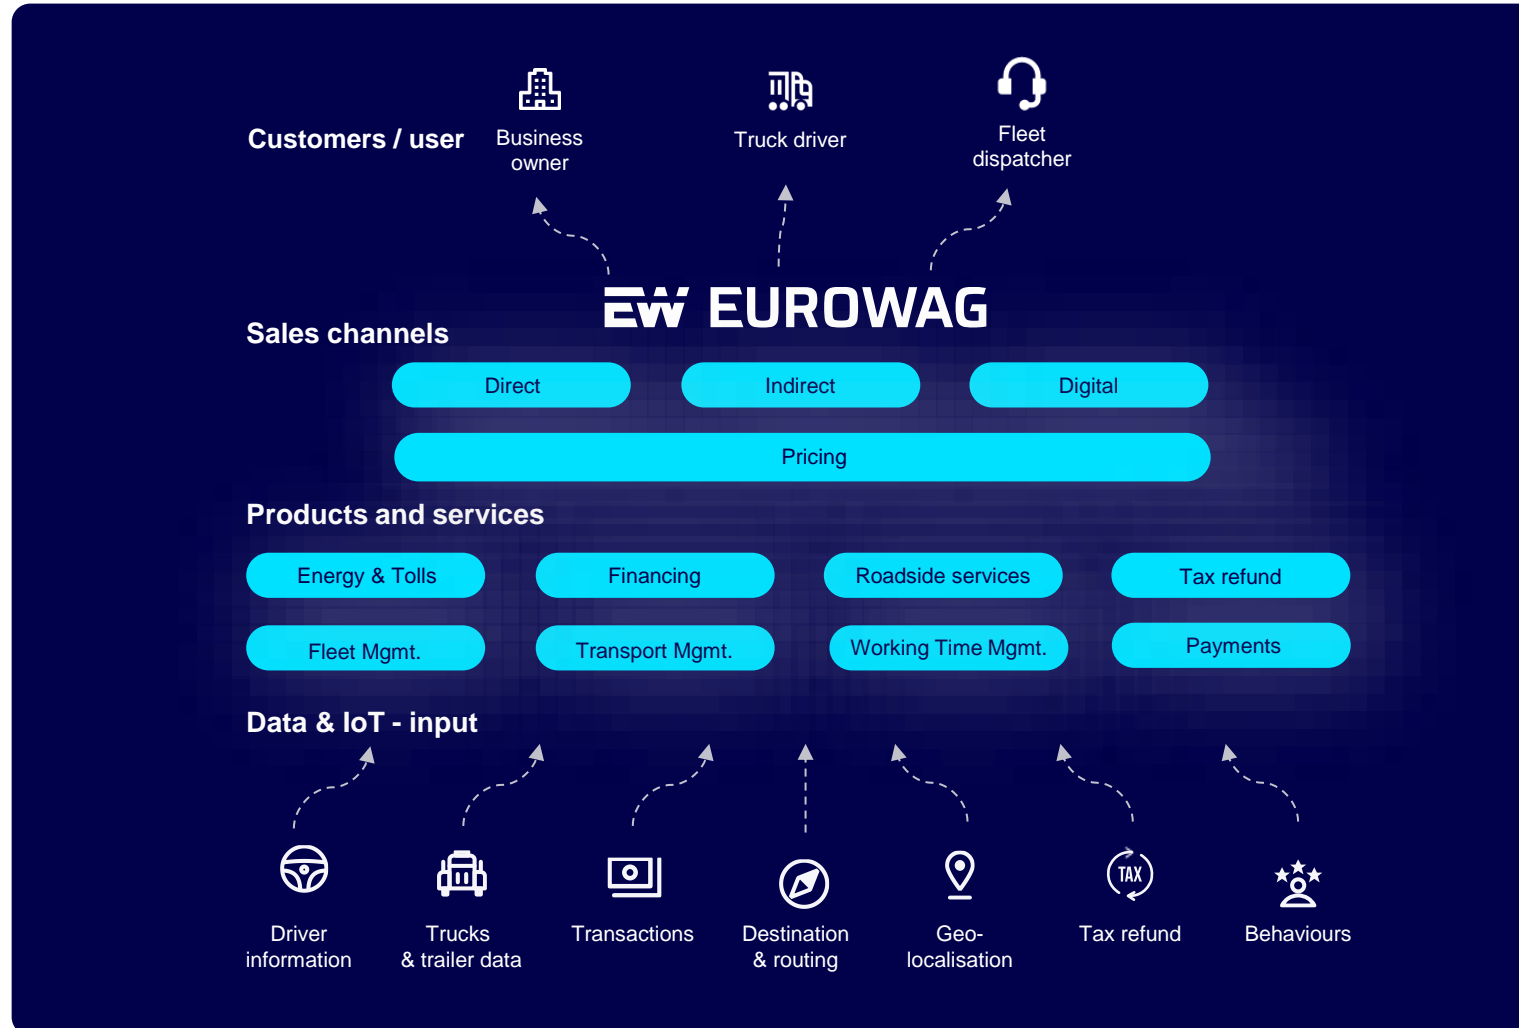 Customers / user
Business
owner
Truck driver
Fleet
dispatcher
EW EUROWAG
Sales channels
Direct
Indirect
Digital
Pricing
Products and services
Energy & Tolls
Financing
Roadside services
Tax refund
Fleet Mgmt.
Transport Mgmt.
Working Time Mgmt.
Payments
Data & IoT - input
TAX
Driver
information
Trucks
& trailer data
Transactions
Destination
& routing
Geo-
localisation
Tax refund
Behaviours